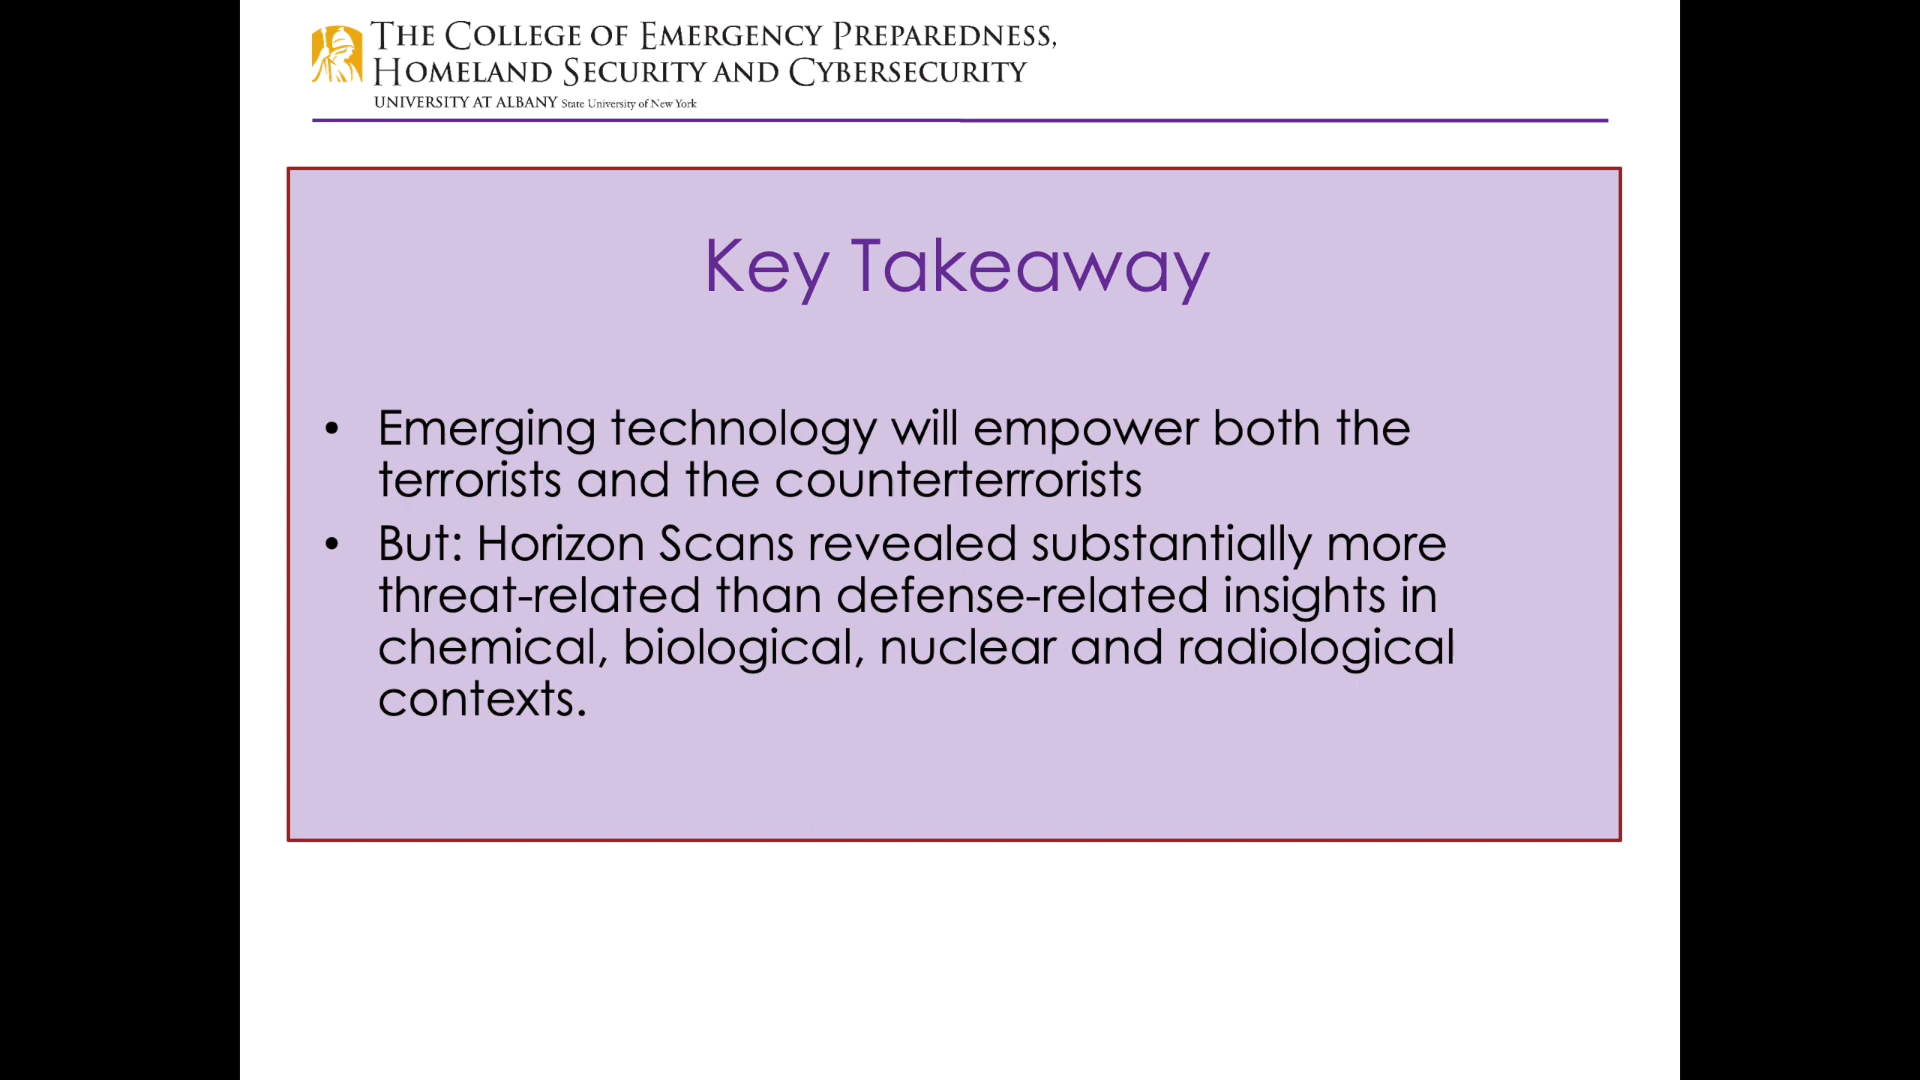 THE COLLEGE OF EMERGENCY PREPAREDNESS,
HOMELAND SECURITY AND CYBERSECURITY
UNIVERSITY AT ALBANY State University of New York
Key Takeaway
• Emerging technology will empower both the
terrorists and the counterterrorists
• But: Horizon Scans revealed substantially more
threat-related than defense-related insights in
chemical, biological, nuclear and radiological
contexts.